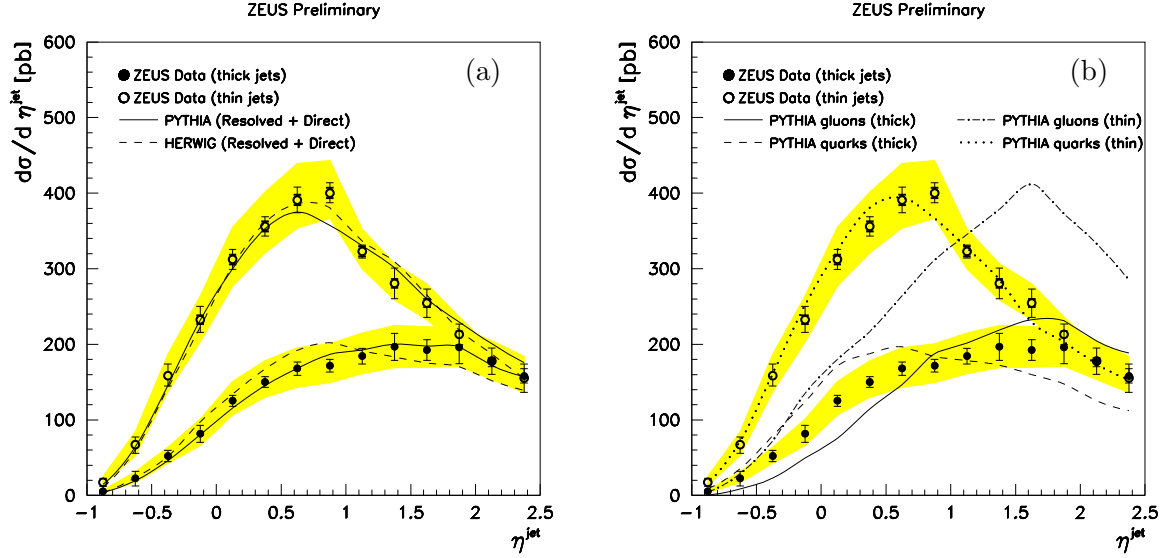 ZEUS Preliminary
dσ/d η^jet [pb]
600
500
400
300
200
100
0
(a)
ZEUS Data (thick jets)
ZEUS Data (thin jets)
PYTHIA (Resolved + Direct)
HERWIG (Resolved + Direct)
-1 -0.5 0 0.5 1 1.5 2 2.5
η^jet
ZEUS Preliminary
dσ/d η^jet [pb]
600
500
400
300
200
100
0
(b)
ZEUS Data (thick jets)
ZEUS Data (thin jets)
PYTHIA gluons (thick) PYTHIA gluons (thin)
PYTHIA quarks (thick) PYTHIA quarks (thin)
-1 -0.5 0 0.5 1 1.5 2 2.5
η^jet